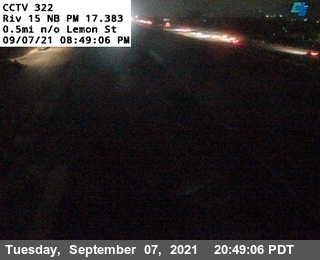 CCTV 322
Riv 15 NB PM 17.383
0.5mi n/o Lemon St
09/07/21 08:49:06 PM
Tuesday, September 07, 2021 20:49:06 PDT